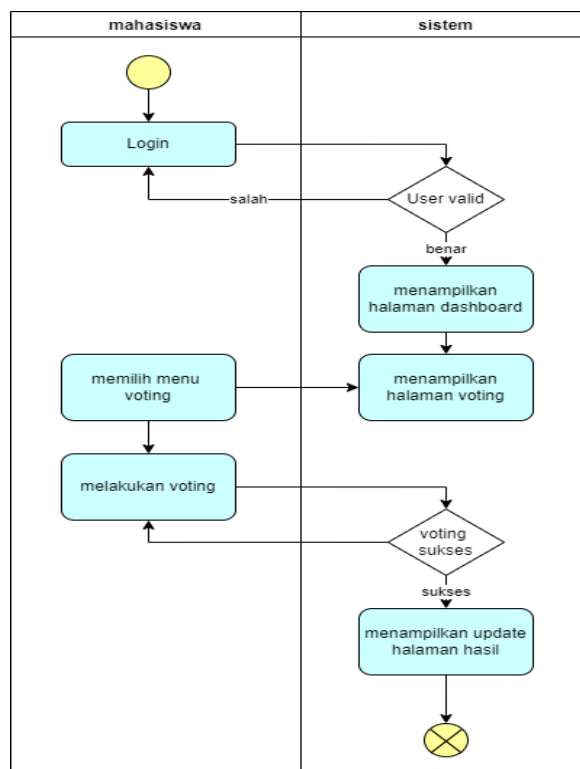 mahasiswa
sistem
Login
User valid
salah
benar
menampilkan
halaman dashboard
memilih menu
voting
menampilkan
halaman voting
melakukan voting
voting
sukses
sukses
menampilkan update
halaman hasil